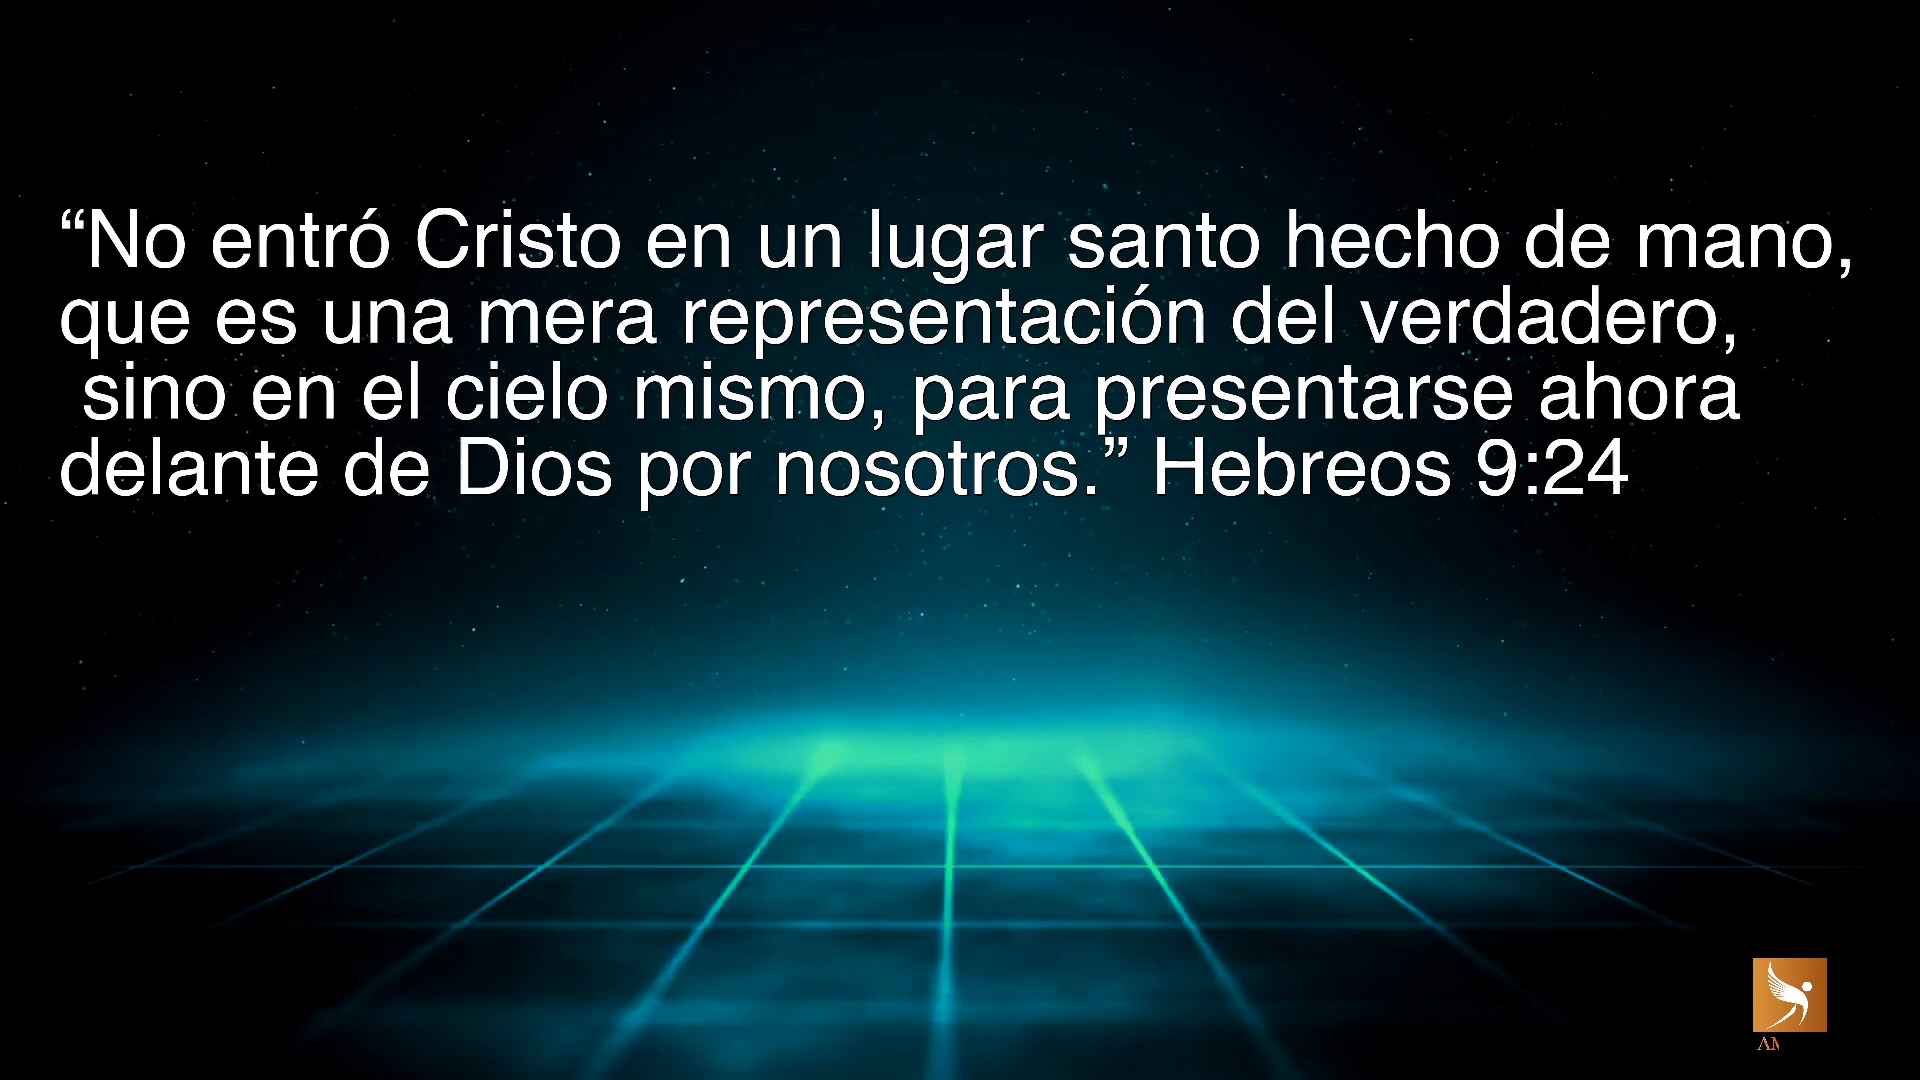 “No entró Cristo en un lugar santo hecho de mano,
que es una mera representación del verdadero,
sino en el cielo mismo, para presentarse ahora
delante de Dios por nosotros.” Hebreos 9:24